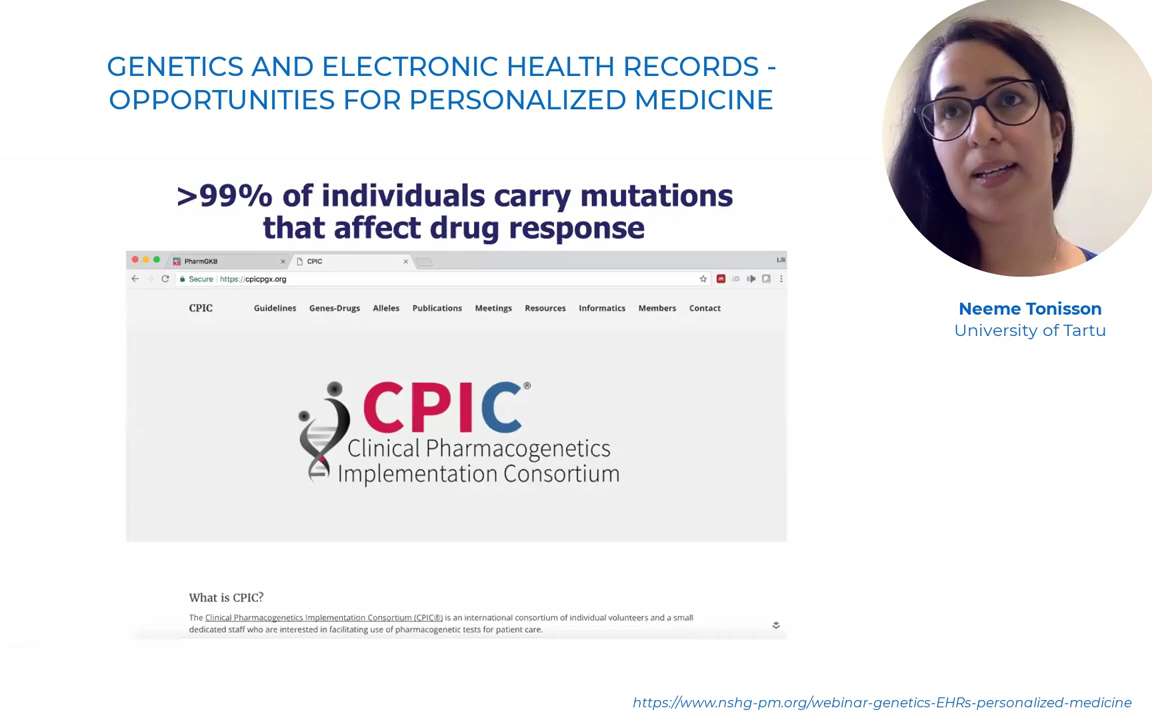 GENETICS AND ELECTRONIC HEALTH RECORDS -
OPPORTUNITIES FOR PERSONALIZED MEDICINE
>99% of individuals carry mutations
that affect drug response
PharmGKB
CPIC
Lili
Secure https://cpicpgx.org
CPIC Guidelines Genes-Drugs Alleles Publications Meetings Resources Informatics Members Contact
CPIC®
Clinical Pharmacogenetics
Implementation Consortium
What is CPIC?
The Clinical Pharmacogenetics Implementation Consortium (CPIC®) is an international consortium of individual volunteers and a small
dedicated staff who are interested in facilitating use of pharmacogenetic tests for patient care.
Neeme Tonisson
University of Tartu
https://www.nshg-pm.org/webinar-genetics-EHRs-personalized-medicine